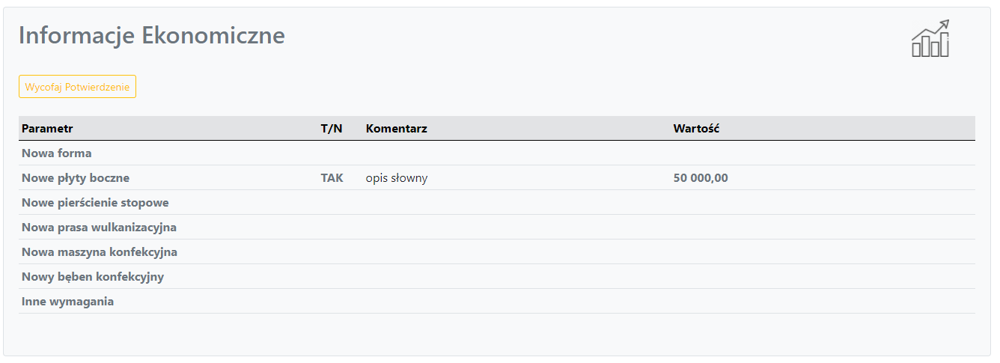 Informacje Ekonomiczne
Wycofaj Potwierdzenie
Parametr T/N Komentarz Wartość
Nowa forma
Nowe płyty boczne TAK opis słowny 50 000,00
Nowe pierścienie stopowe
Nowa prasa wulkanizacyjna
Nowa maszyna konfekcyjna
Nowy bęben konfekcyjny
Inne wymagania